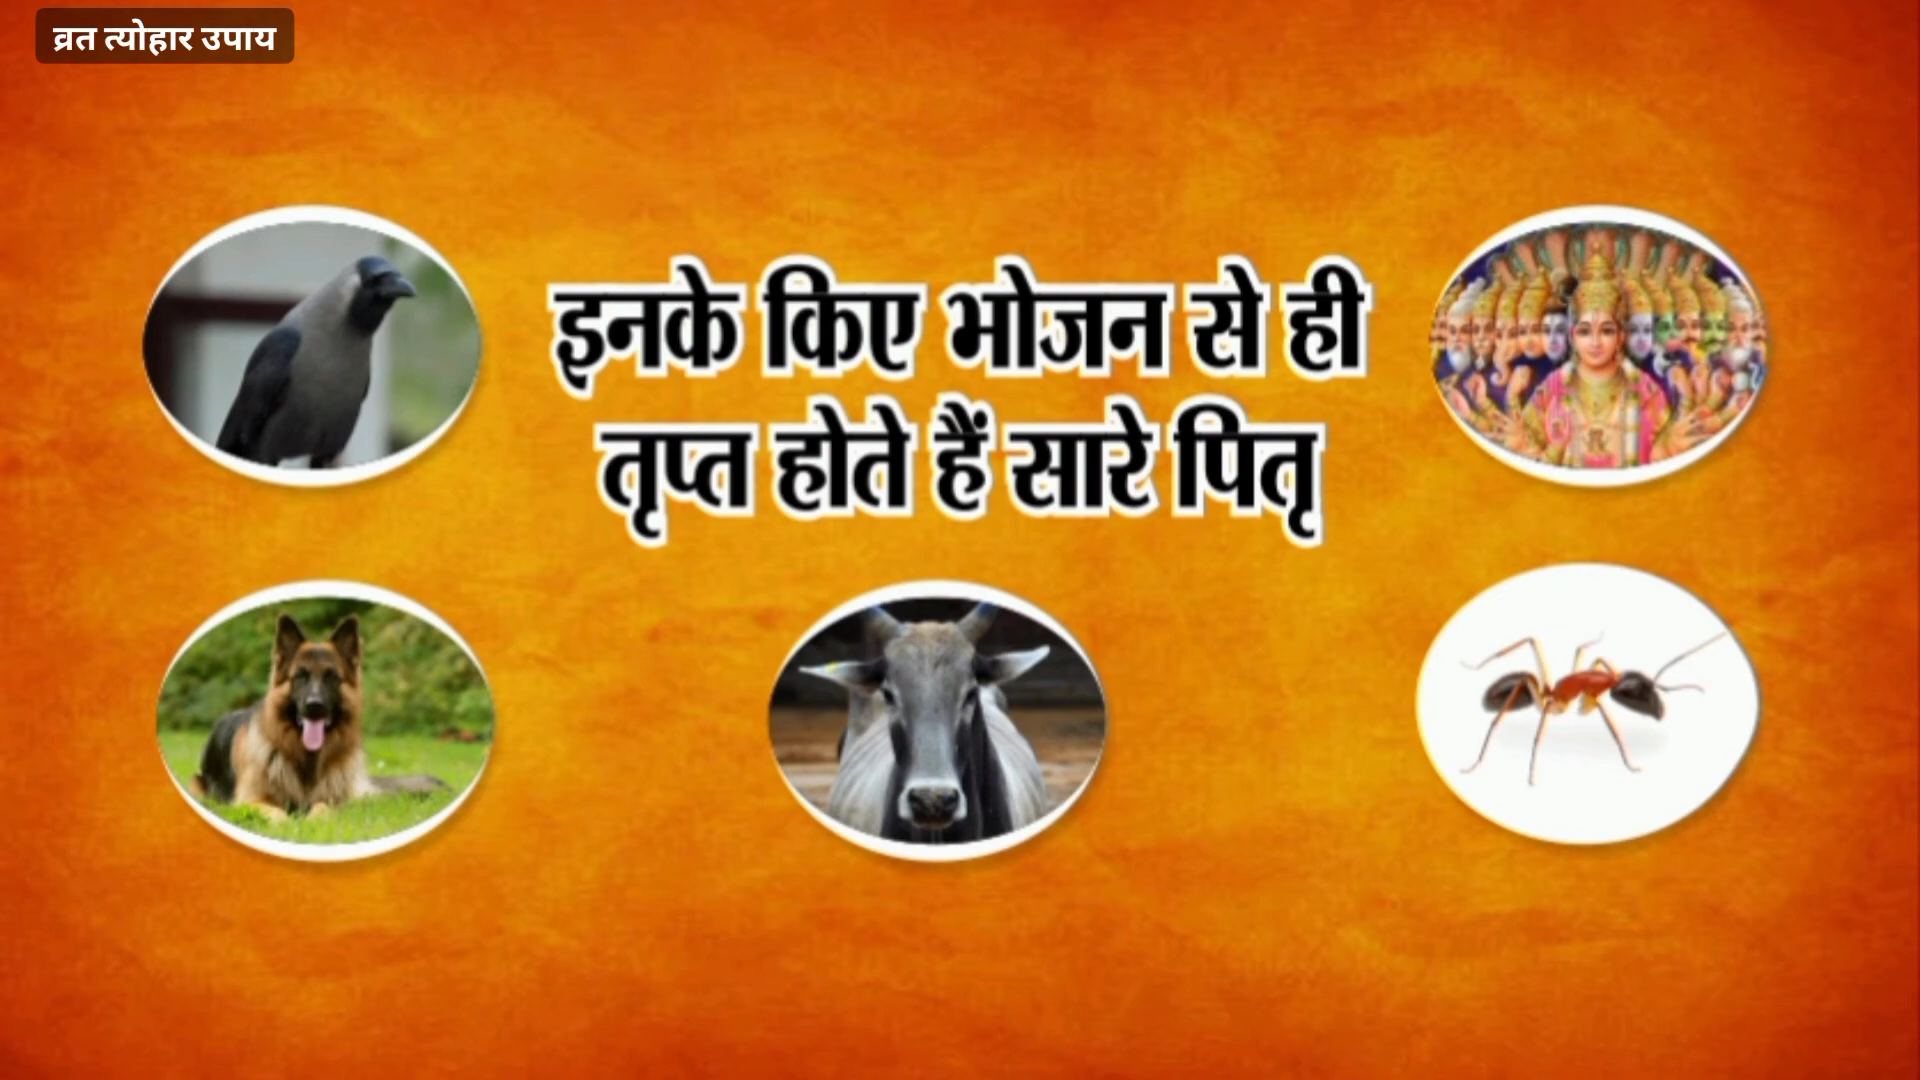 व्रत त्योहार उपाय
इनके किए भोजन से ही
तृप्त होते हैं सारे पितृ